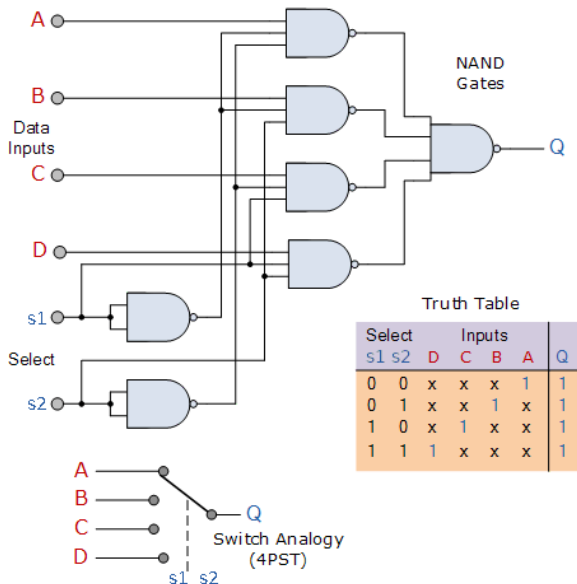 A
B
Data
Inputs
C
D
s1
Select
s2
NAND
Gates
Q
Truth Table
Select Inputs
s1 s2 D C B A Q
0 0 x x x 1 1
0 1 x x 1 x 1
1 0 x 1 x x 1
1 1 1 x x x 1
A
B
C
D
Q
Switch Analogy
(4PST)
s1 s2